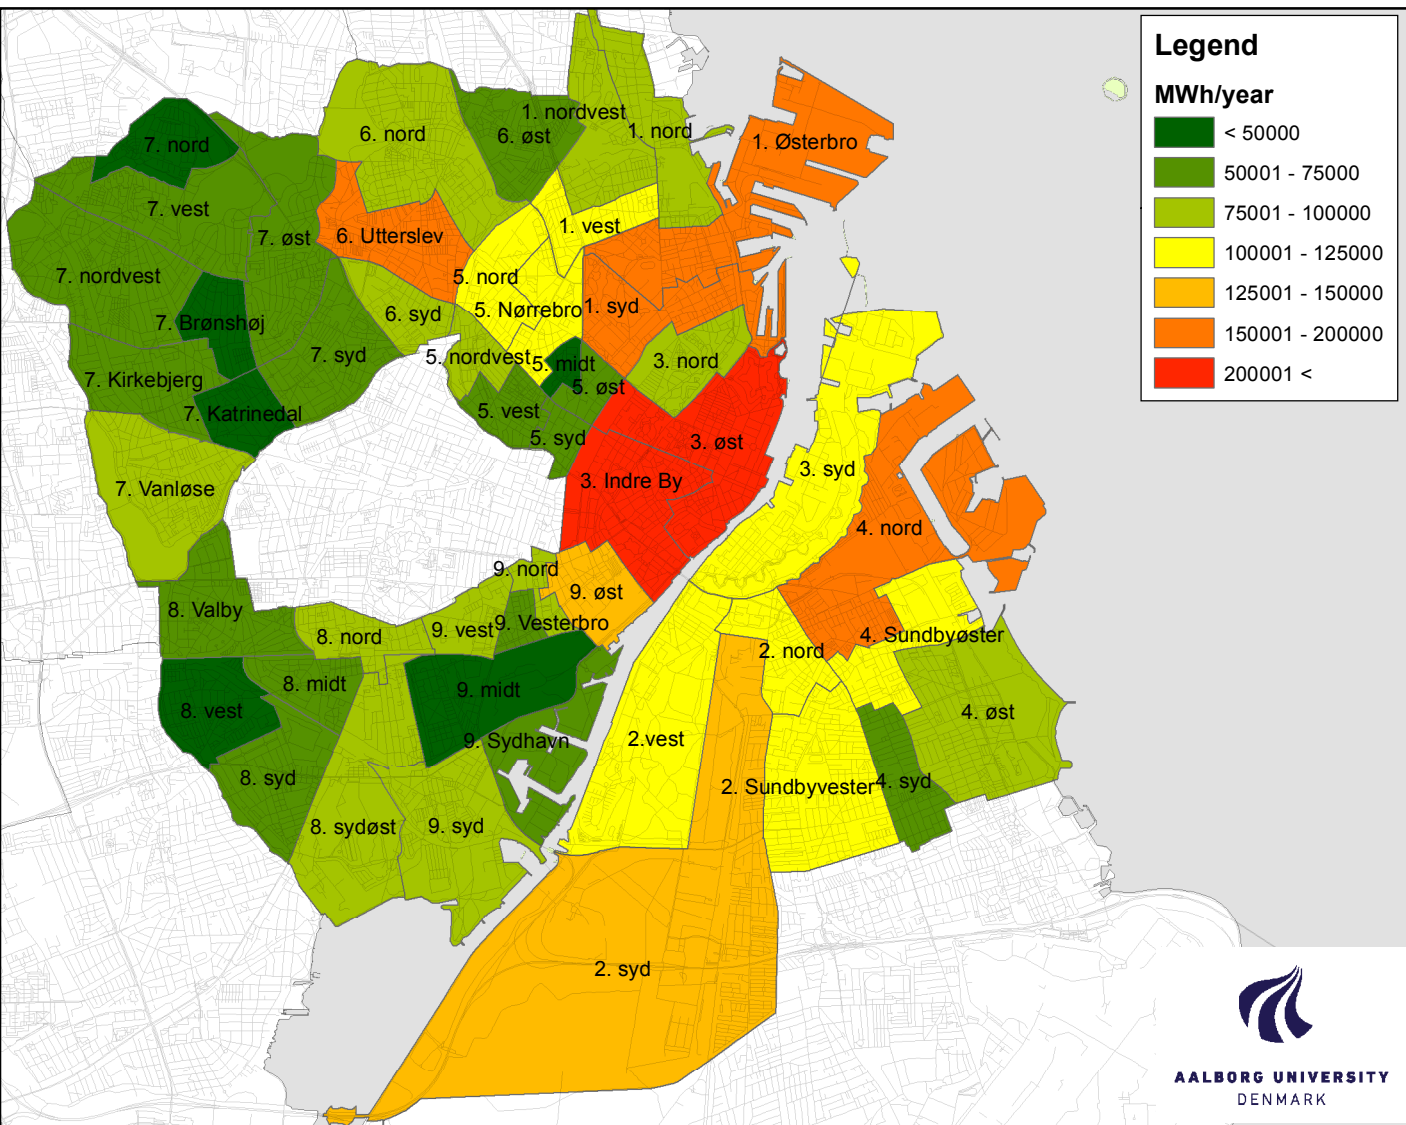 Legend
MWh/year
< 50000
50001 - 75000
75001 - 100000
100001 - 125000
125001 - 150000
150001 - 200000
200001 <
1. nordvest
6. nord
6. øst
1. nord
1. Østerbro
7. nord
7. vest
1. vest
7. øst
6. Utterslev
7. nordvest
5. nord
1. syd
5. Nørrebro
6. syd
7. Brønshøj
7. syd
5. nordvest
5. midt
3. nord
7. Kirkebjerg
5. øst
7. Katrinedal
5. vest
5. syd
3. øst
3. syd
3. Indre By
7. Vanløse
4. nord
9. nord
9. øst
8. Valby
9. Vesterbro
9. vest
8. nord
4. Sundbyøster
2. nord
8. midt
9. midt
8. vest
4. øst
9. Sydhavn
2.vest
8. syd
4. syd
2. Sundbyvester
8. sydøst
9. syd
2. syd
AALBORG UNIVERSITY
DENMARK